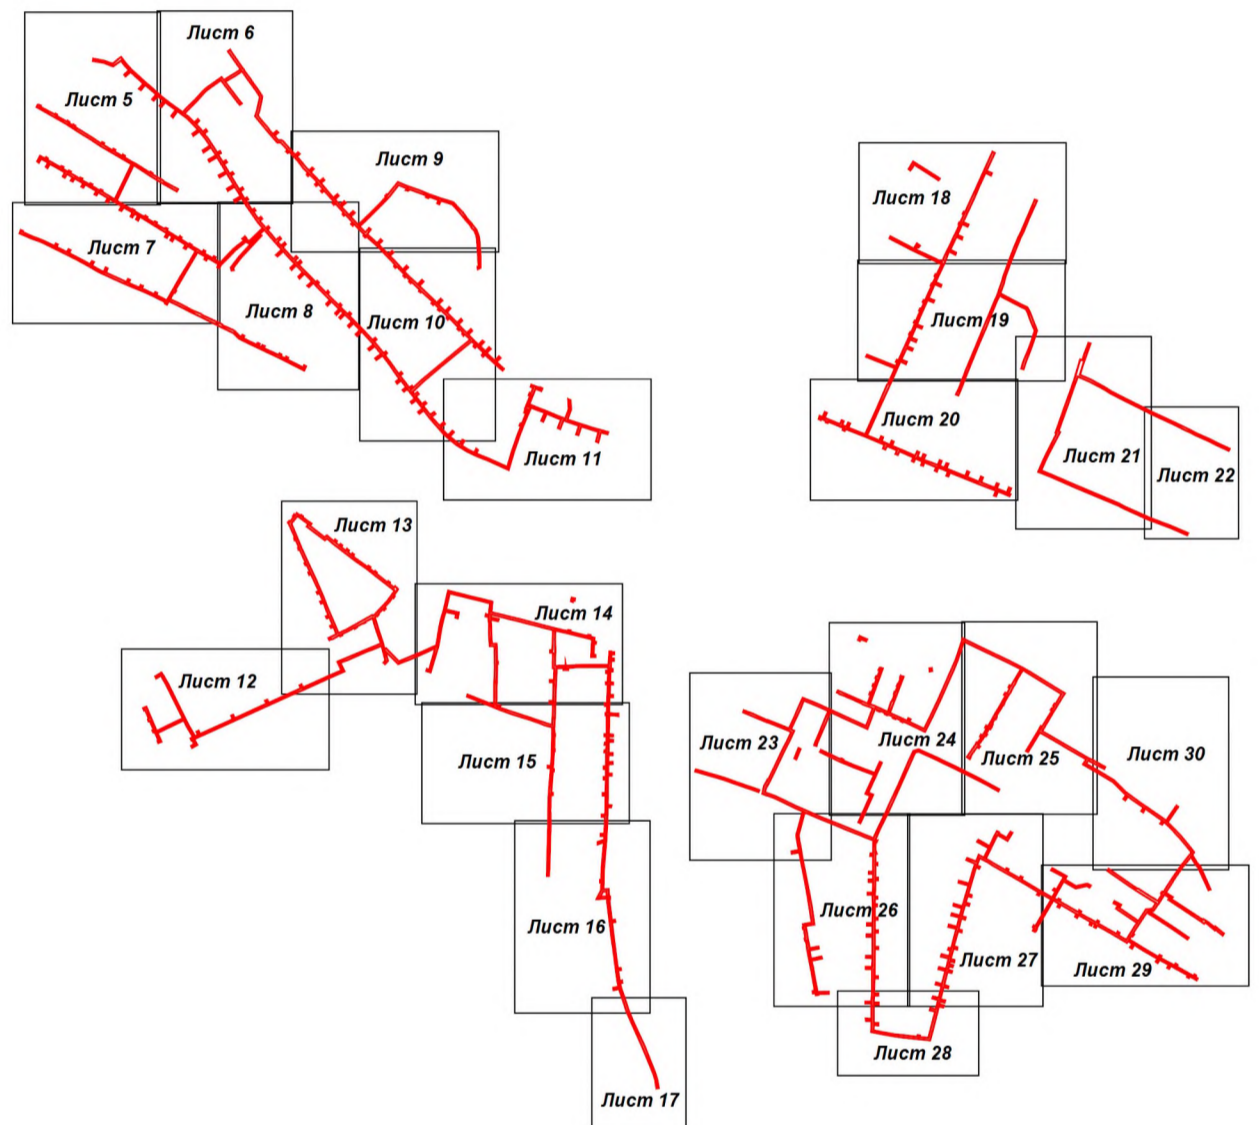 Лист 5
Лист 6
Лист 7
Лист 8
Лист 9
Лист 10
Лист 11
Лист 12
Лист 13
Лист 14
Лист 15
Лист 16
Лист 17
Лист 18
Лист 19
Лист 20
Лист 21
Лист 22
Лист 23
Лист 24
Лист 25
Лист 26
Лист 27
Лист 28
Лист 29
Лист 30